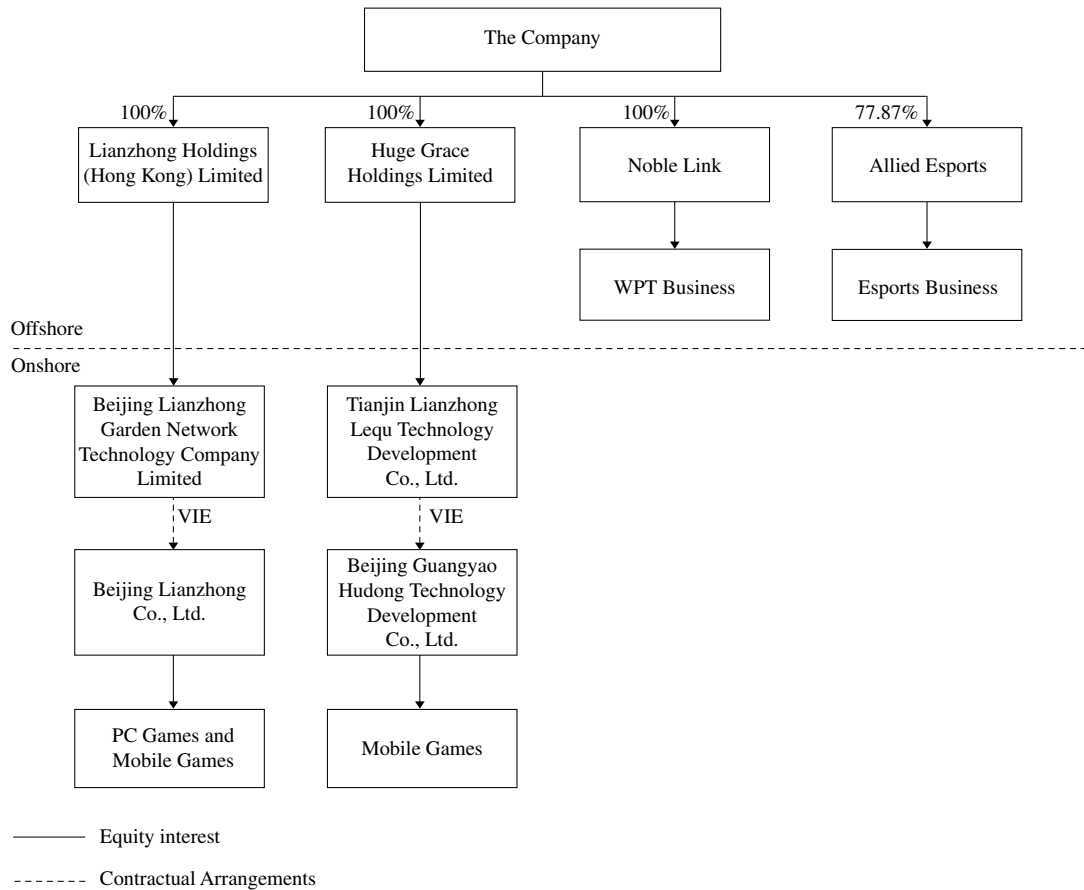 The Company
100%
100%
100%
77.87%
Lianzhong Holdings
(Hong Kong) Limited
Huge Grace
Holdings Limited
Noble Link
Allied Esports
WPT Business
Esports Business
Offshore
Onshore
Beijing Lianzhong
Garden Network
Technology Company
Limited
Tianjin Lianzhong
Lequ Technology
Development
Co., Ltd.
VIE
VIE
Beijing Lianzhong
Co., Ltd.
Beijing Guangyao
Hudong Technology
Development
Co., Ltd.
PC Games and
Mobile Games
Mobile Games
Equity interest
Contractual Arrangements